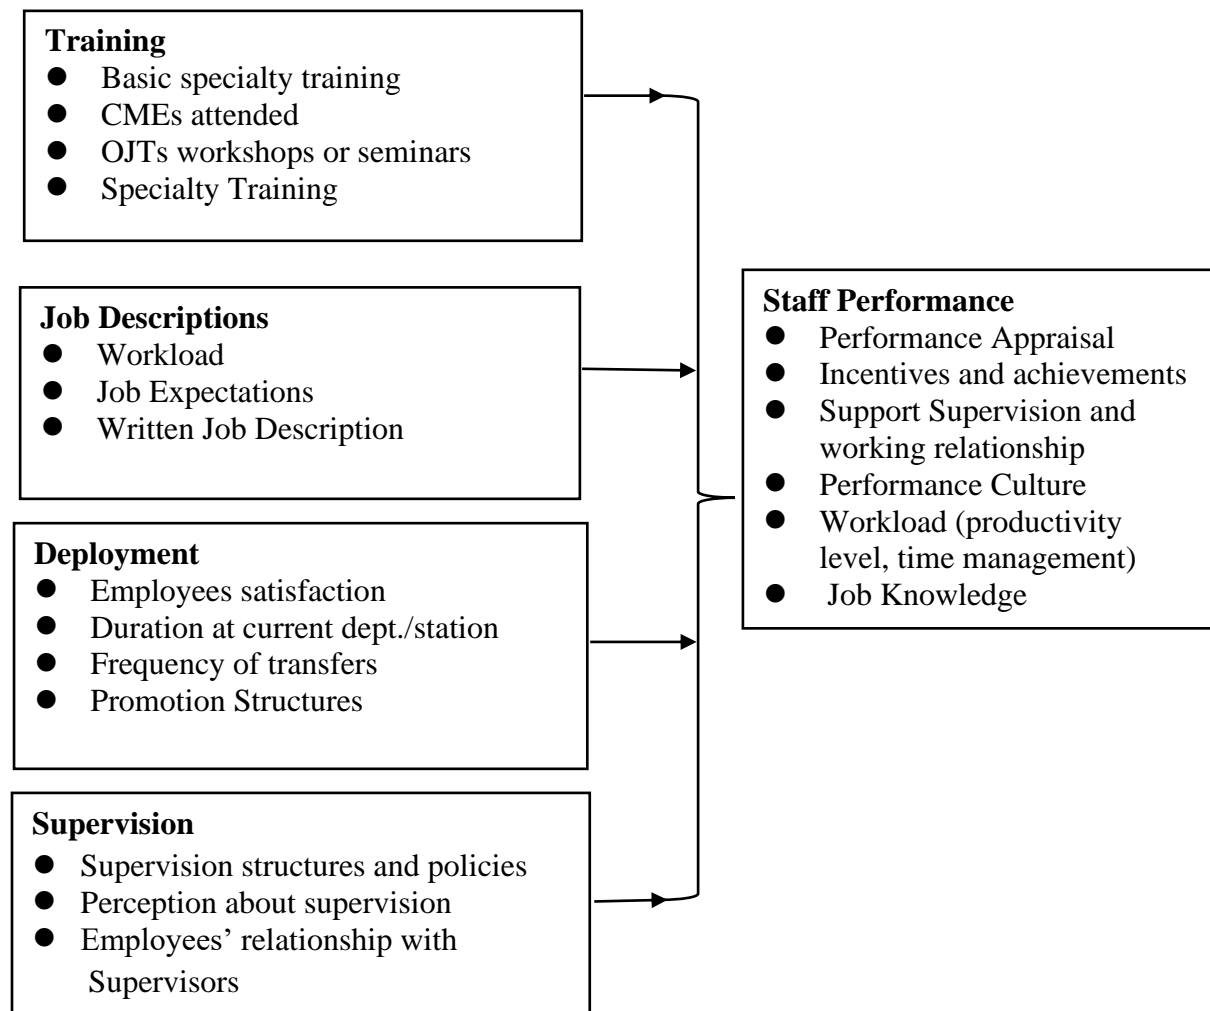 Training
● Basic specialty training
● CMEs attended
● OJTs workshops or seminars
● Specialty Training
Job Descriptions
● Workload
● Job Expectations
● Written Job Description
Deployment
● Employees satisfaction
● Duration at current dept./station
● Frequency of transfers
● Promotion Structures
Supervision
● Supervision structures and policies
● Perception about supervision
● Employees’ relationship with
Supervisors
Staff Performance
● Performance Appraisal
● Incentives and achievements
● Support Supervision and
working relationship
● Performance Culture
● Workload (productivity
level, time management)
● Job Knowledge